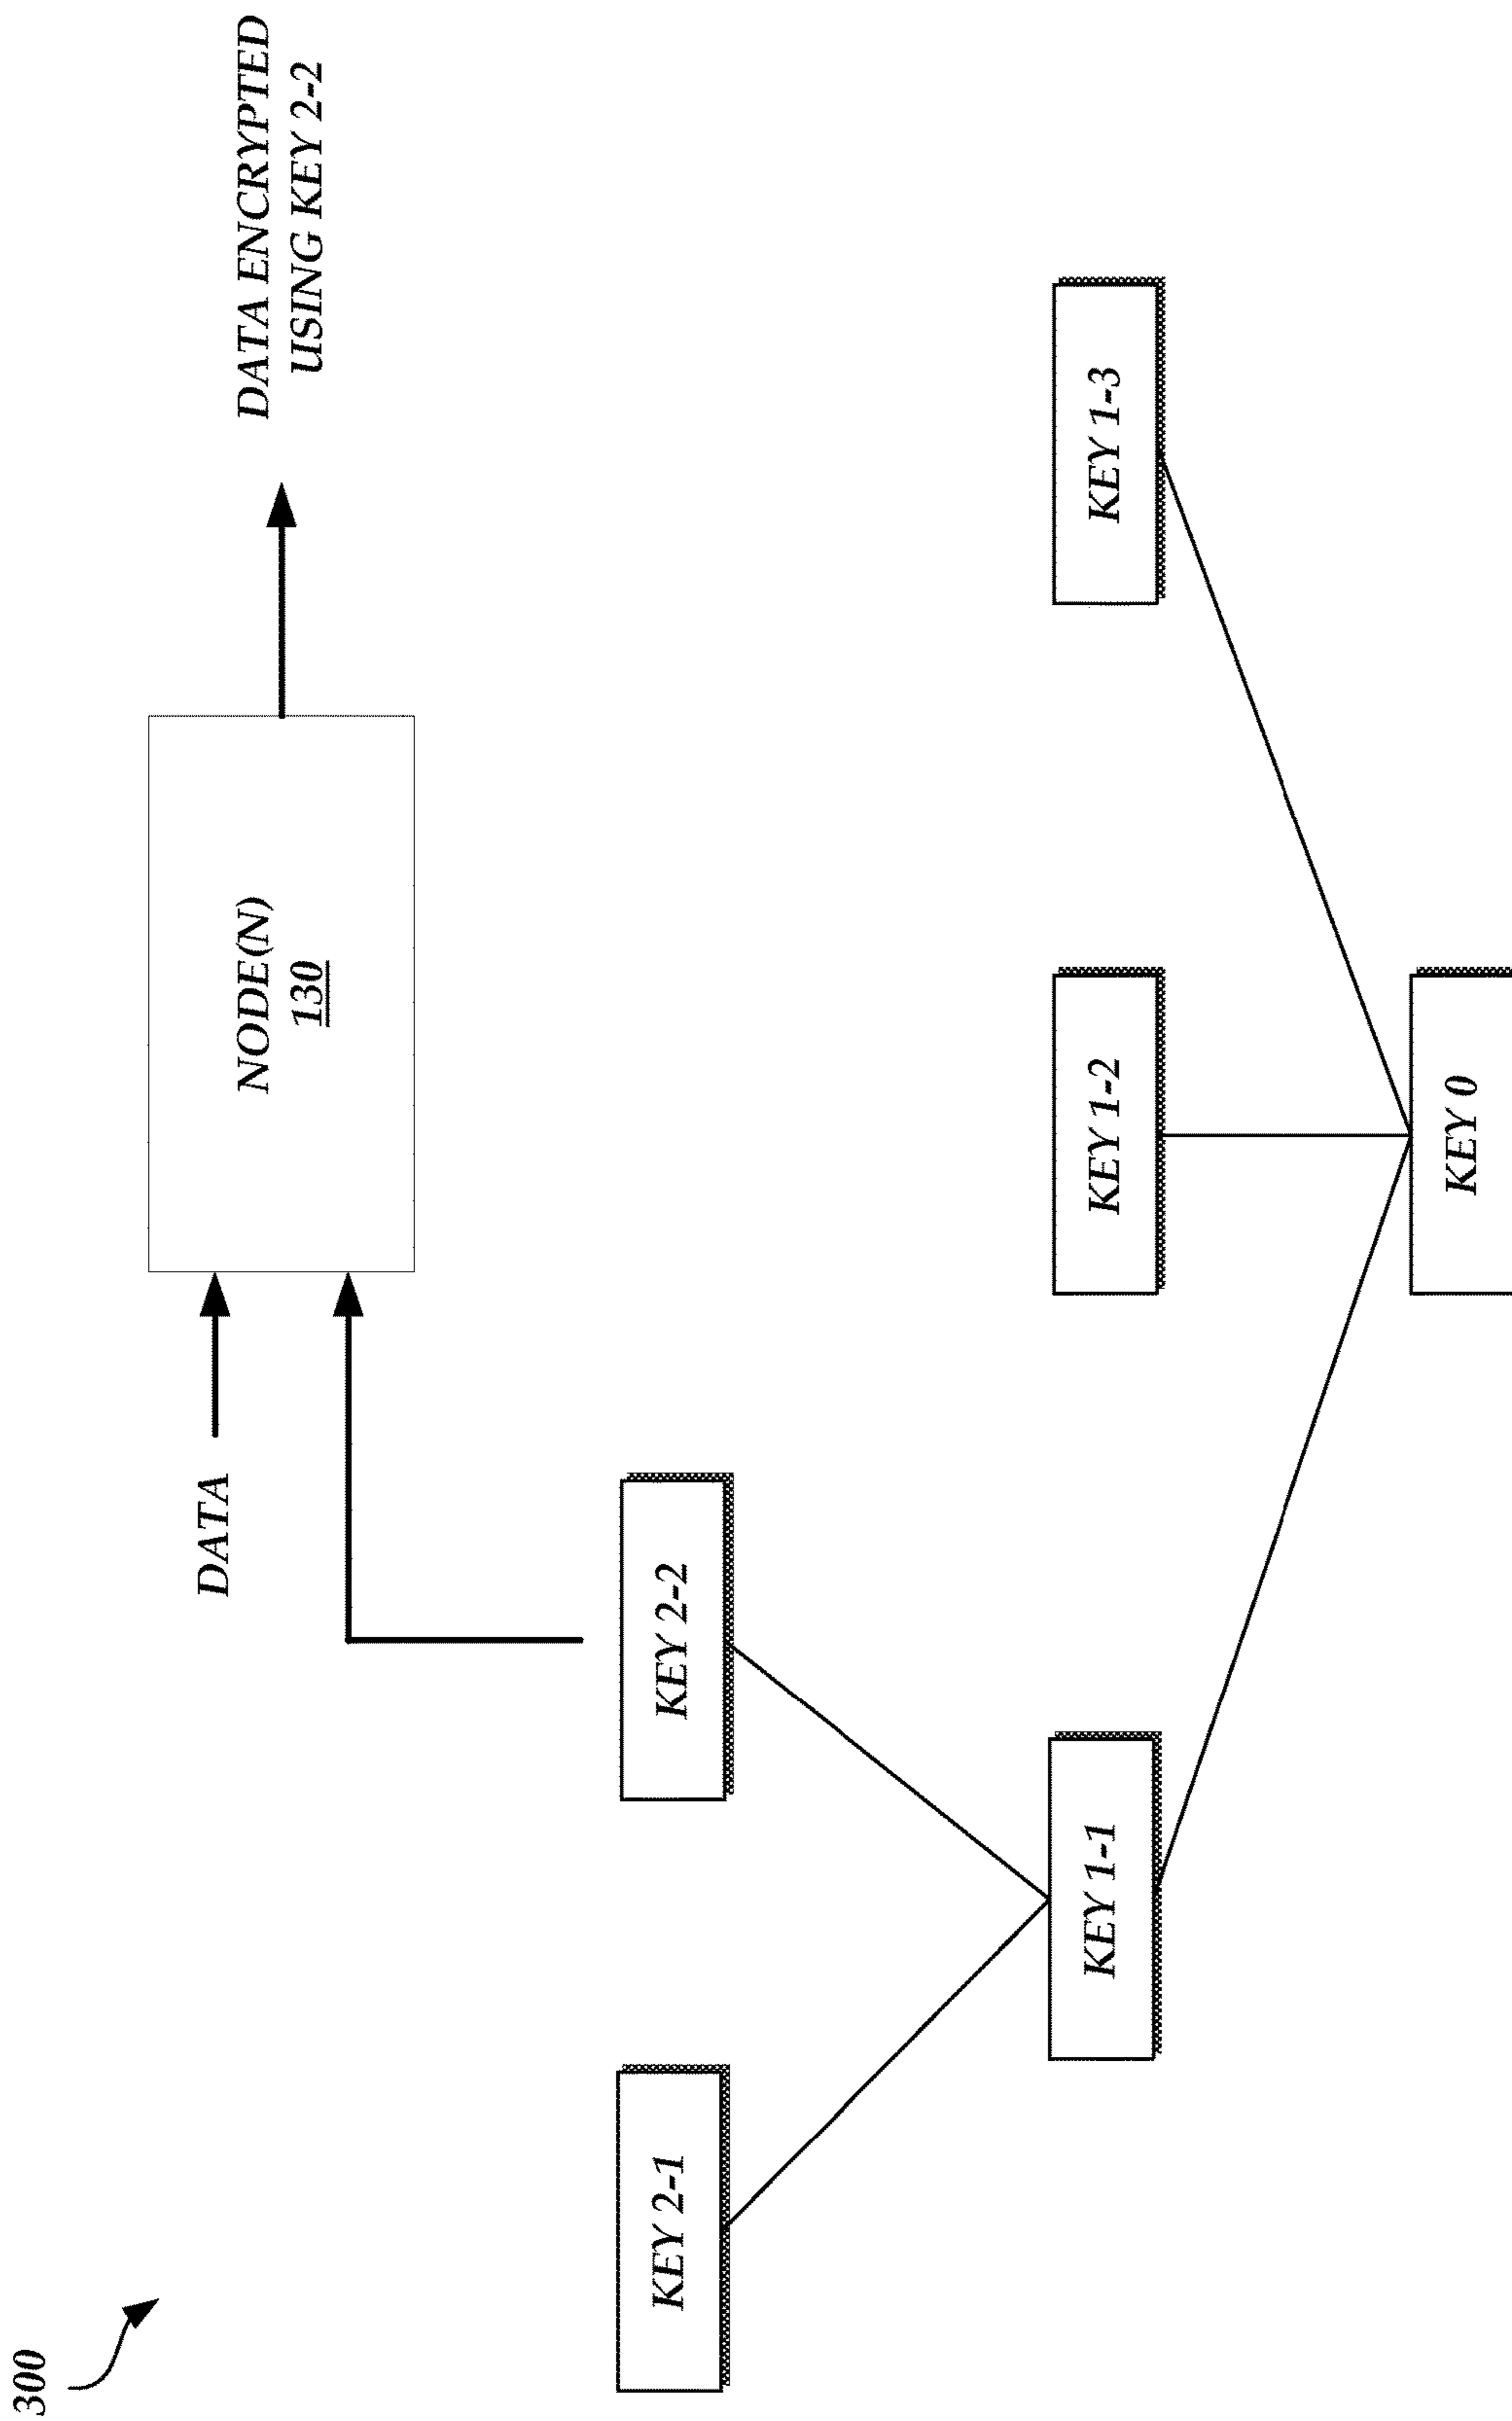 300
DATA
NODE(N)
130
DATA ENCRYPTED
USING KEY 2-2
KEY 2-1
KEY 2-2
KEY 1-1
KEY 1-2
KEY 1-3
KEY 0